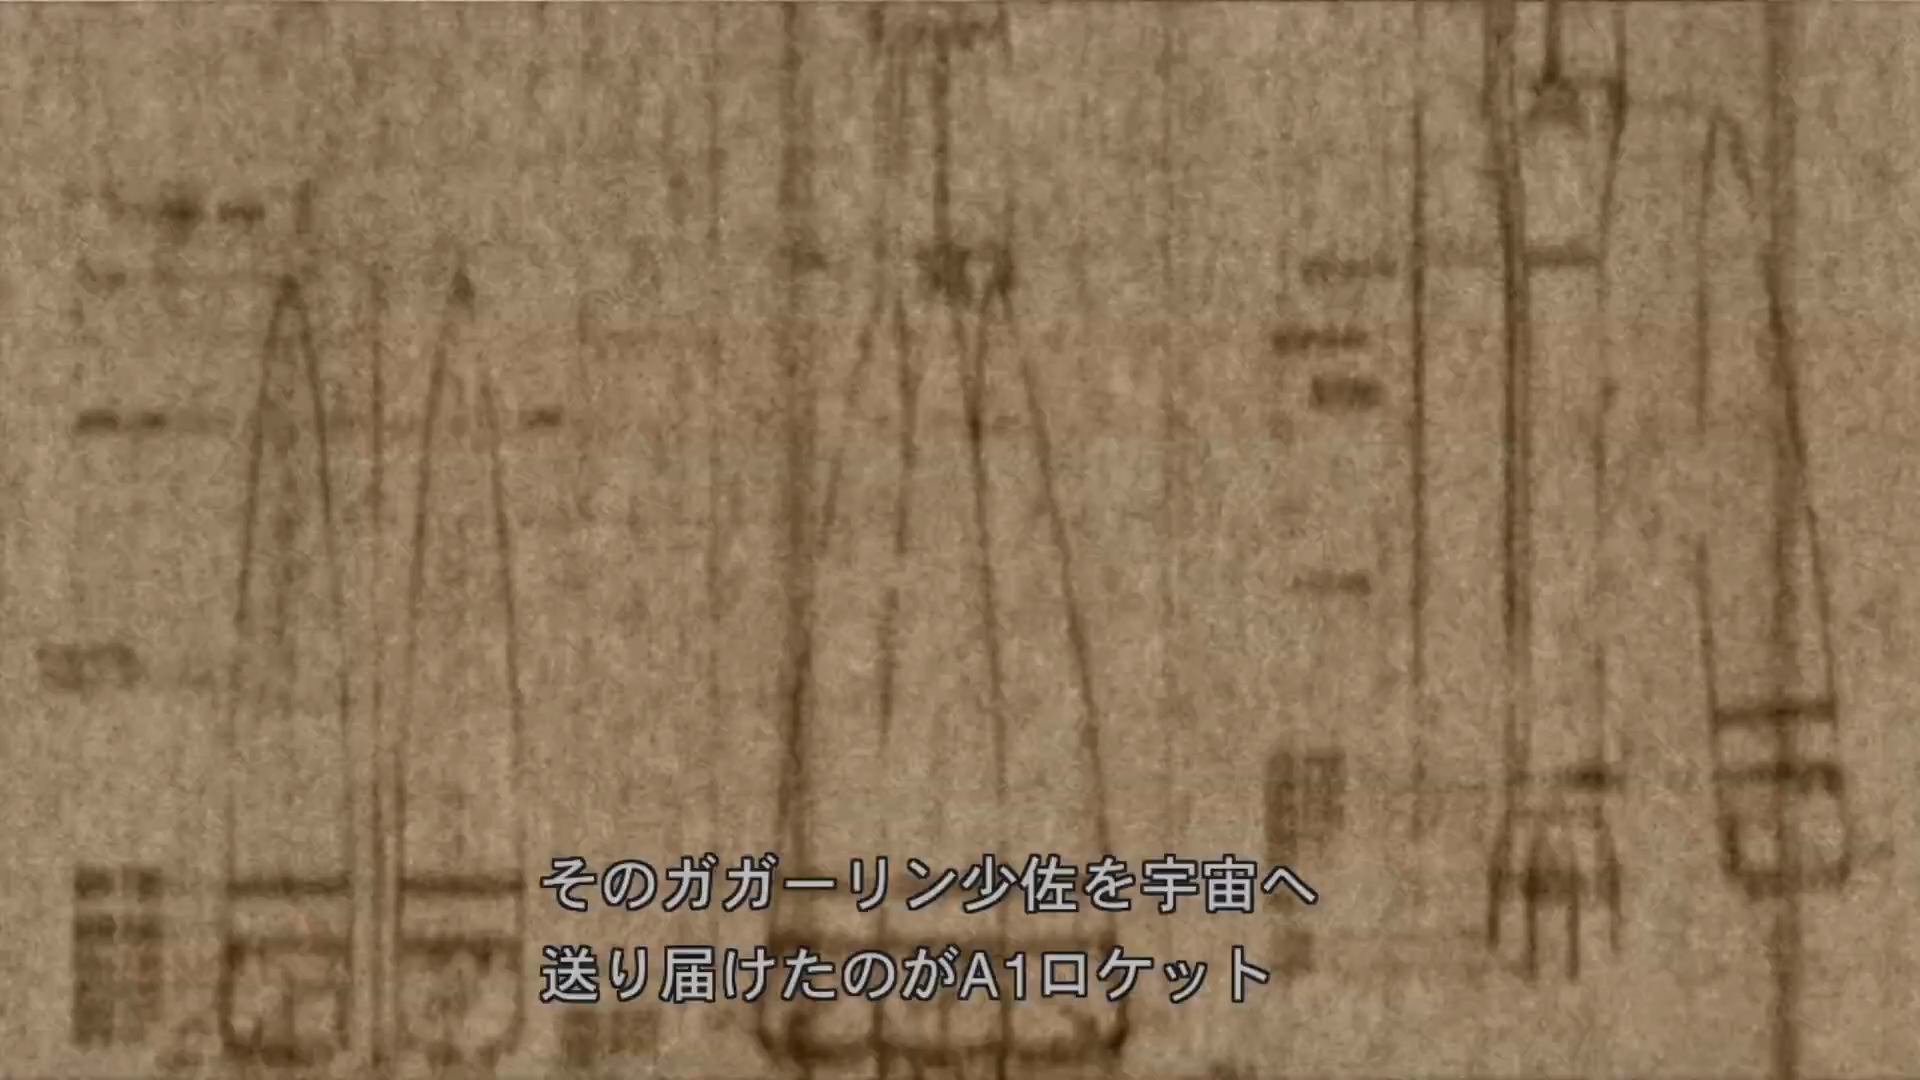 そのガガーリン少佐を宇宙へ
送り届けたのがA1ロケット